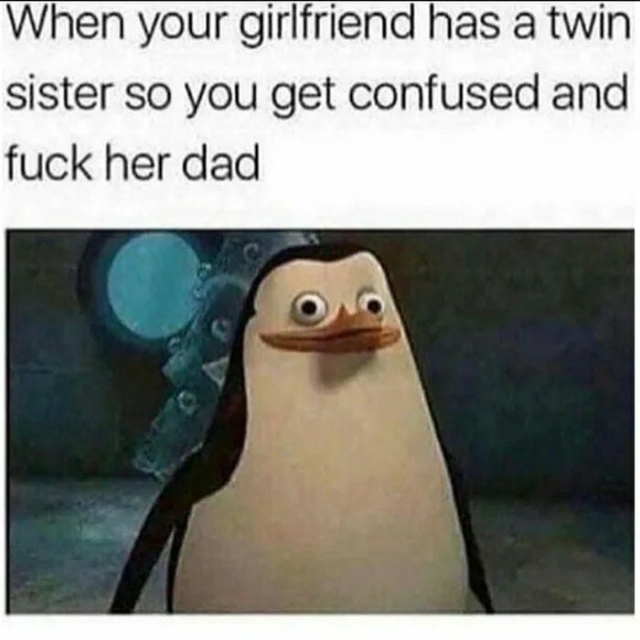 When your girlfriend has a twin
sister so you get confused and
fuck her dad